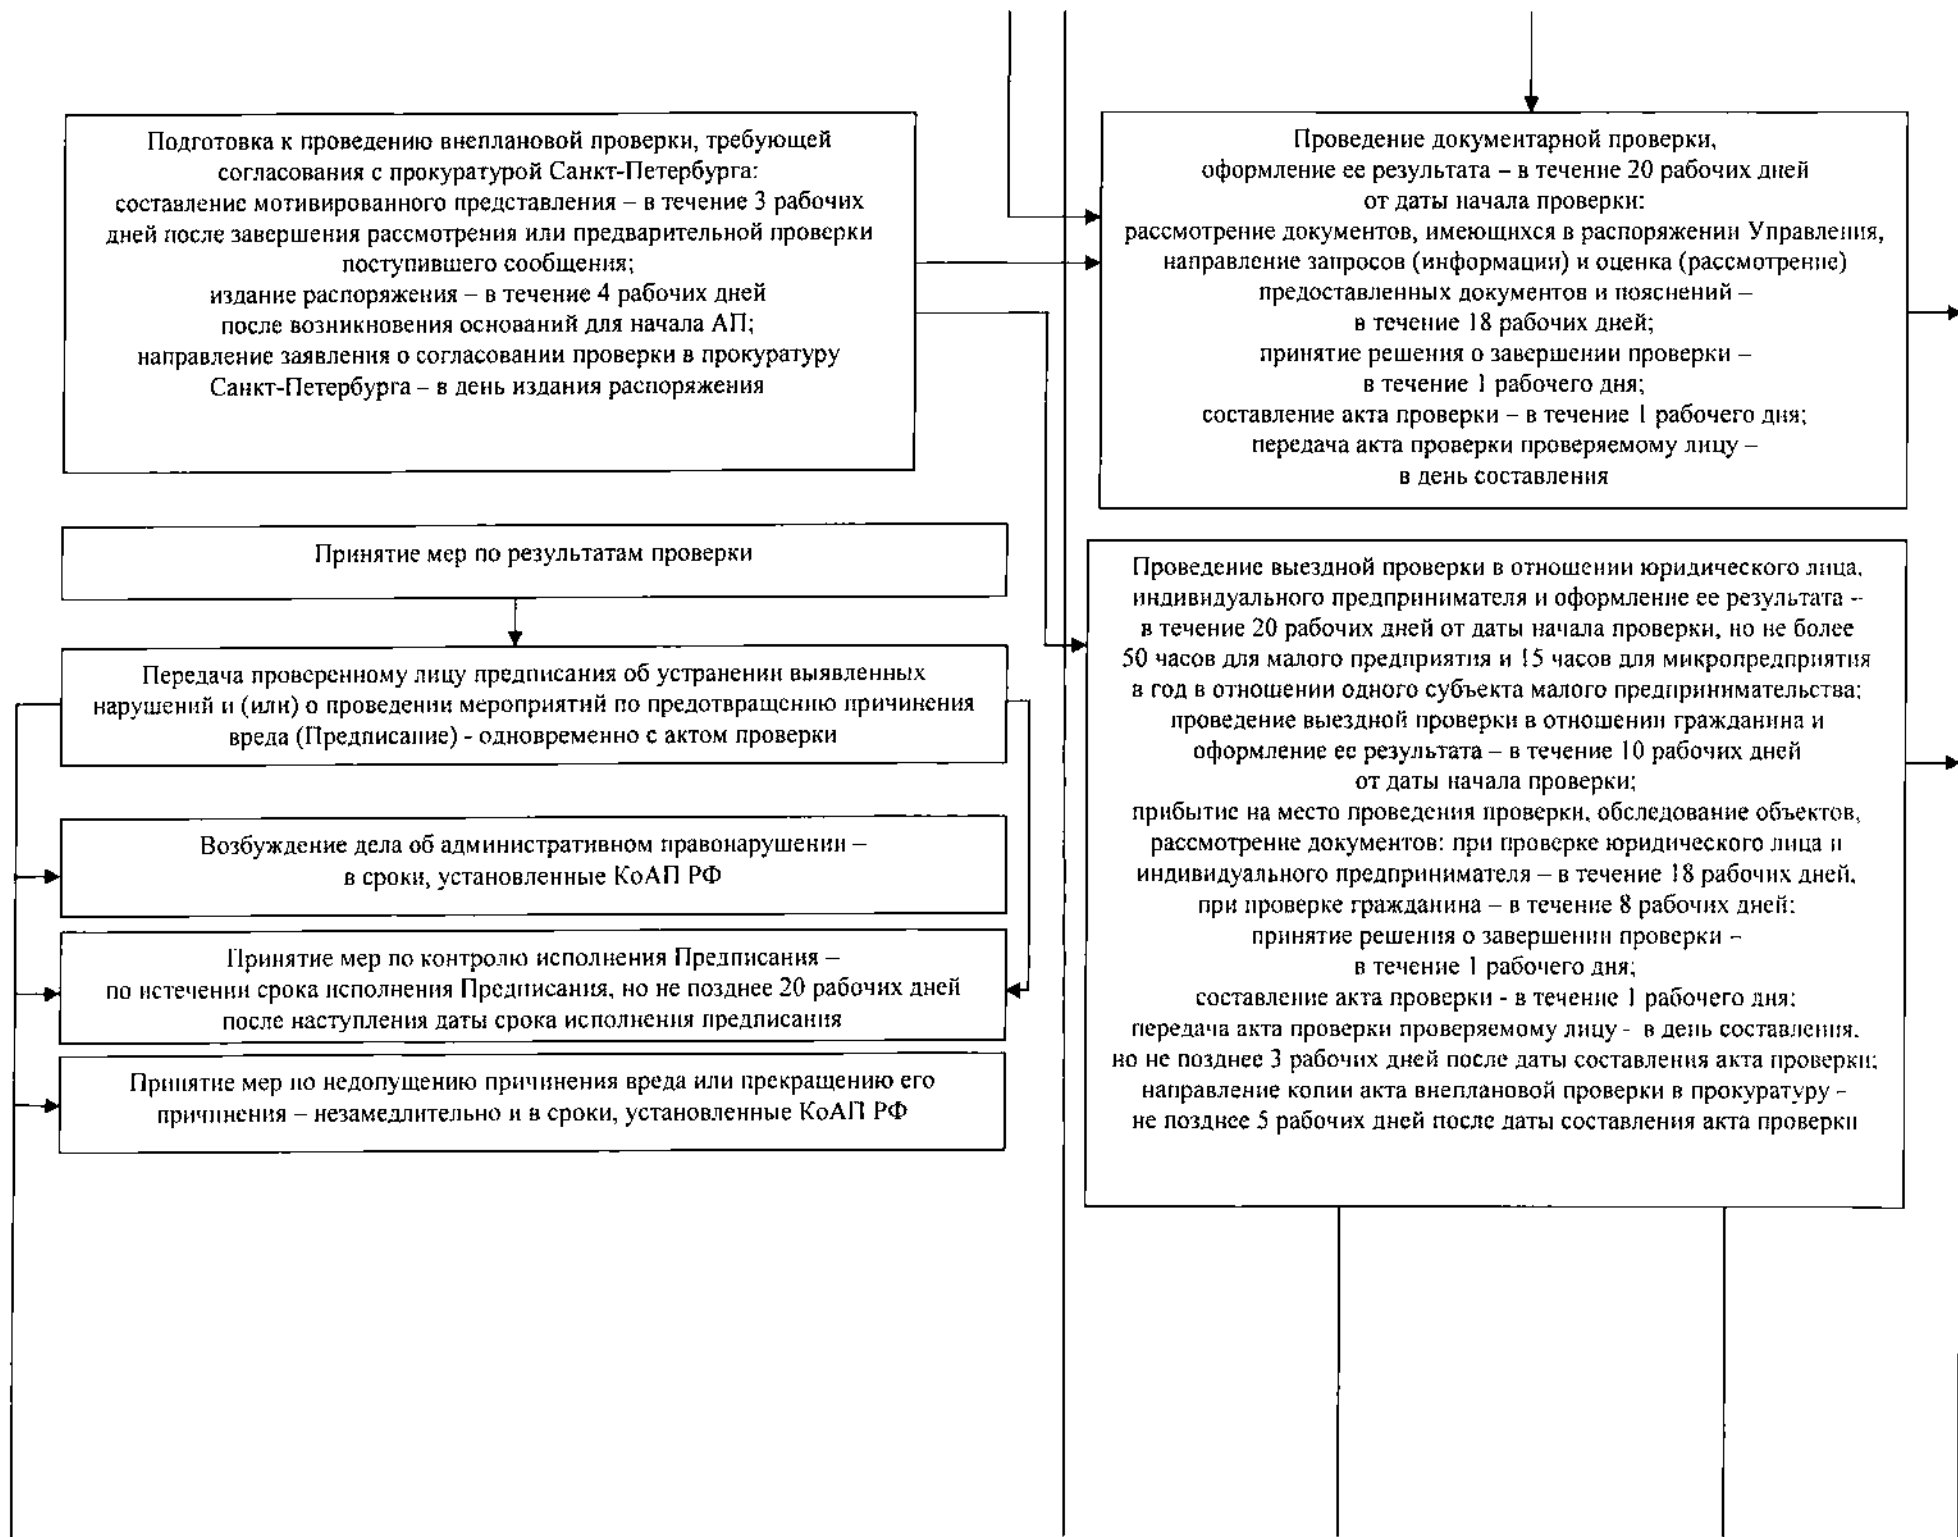 Подготовка к проведению внеплановой проверки, требующей
согласования с прокуратурой Санкт-Петербурга:
составление мотивированного представления – в течение 3 рабочих
дней после завершения рассмотрения или предварительной проверки
поступившего сообщения;
издание распоряжения – в течение 4 рабочих дней
после возникновения оснований для начала АП;
направление заявления о согласовании проверки в прокуратуру
Санкт-Петербурга – в день издания распоряжения
Принятие мер по результатам проверки
Передача проверенному лицу предписания об устранении выявленных
нарушений и (или) о проведении мероприятий по предотвращению причинения
вреда (Предписание) - одновременно с актом проверки
Возбуждение дела об административном правонарушении –
в сроки, установленные КоАП РФ
Принятие мер по контролю исполнения Предписания –
по истечении срока исполнения Предписания, но не позднее 20 рабочих дней
после наступления даты срока исполнения предписания
Принятие мер по недопущению причинения вреда или прекращению его
причинения – незамедлительно и в сроки, установленные КоАП РФ
Проведение документарной проверки,
оформление ее результата – в течение 20 рабочих дней
от даты начала проверки:
рассмотрение документов, имеющихся в распоряжении Управления,
направление запросов (информации) и оценка (рассмотрение)
предоставленных документов и пояснений –
в течение 18 рабочих дней;
принятие решения о завершении проверки –
в течение 1 рабочего дня;
составление акта проверки – в течение 1 рабочего дня;
передача акта проверки проверяемому лицу –
в день составления
Проведение выездной проверки в отношении юридического лица,
индивидуального предпринимателя и оформление ее результата –
в течение 20 рабочих дней от даты начала проверки, но не более
50 часов для малого предприятия и 15 часов для микропредприятия
в год в отношении одного субъекта малого предпринимательства;
проведение выездной проверки в отношении гражданина и
оформление ее результата – в течение 10 рабочих дней
от даты начала проверки;
прибытие на место проведения проверки, обследование объектов,
рассмотрение документов: при проверке юридического лица и
индивидуального предпринимателя – в течение 18 рабочих дней,
при проверке гражданина – в течение 8 рабочих дней;
принятие решения о завершении проверки –
в течение 1 рабочего дня;
составление акта проверки - в течение 1 рабочего дня;
передача акта проверки проверяемому лицу - в день составления,
но не позднее 3 рабочих дней после даты составления акта проверки;
направление копии акта внеплановой проверки в прокуратуру -
не позднее 5 рабочих дней после даты составления акта проверки